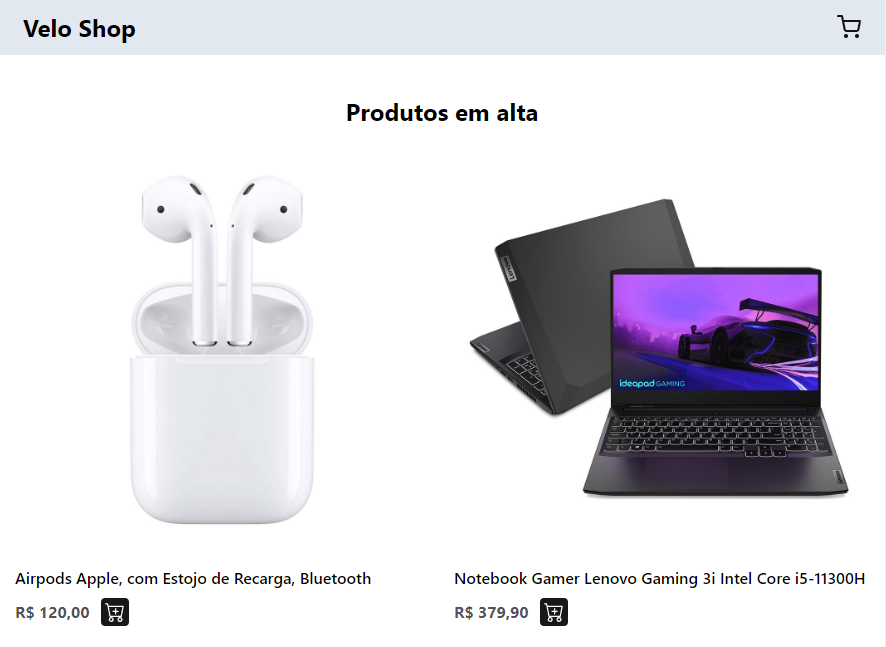 Velo Shop
Produtos em alta
Lenovo
ideapad GAMING
Airpods Apple, com Estojo de Recarga, Bluetooth
Notebook Gamer Lenovo Gaming 3i Intel Core i5-11300H
R$ 120,00
R$ 379,90